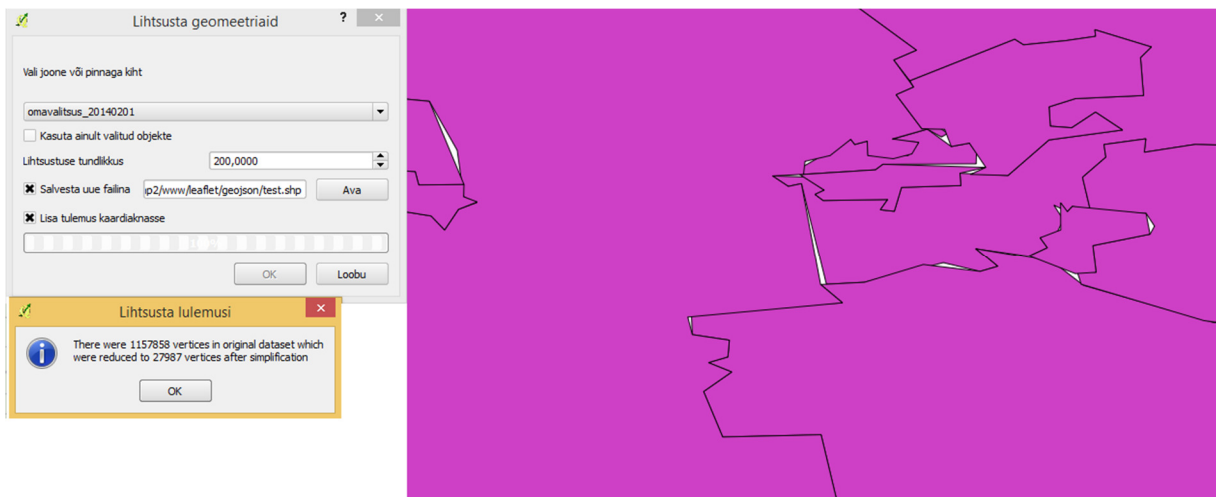 Lihtsusta geomeetriaid
?
Vali joone või pinnaga kiht
omavalitsus_20140201
Kasuta ainult valitud objekte
Lihtsustuse tundlikkus 200,0000
Salvesta uue failina ıp2/www/leaflet/geojson/test.shp Ava
Lisa tulemus kaardiaknasse
OK Loobu
Lihtsusta lulemusi
There were 1157858 vertices in original dataset which
were reduced to 27987 vertices after simplification
OK